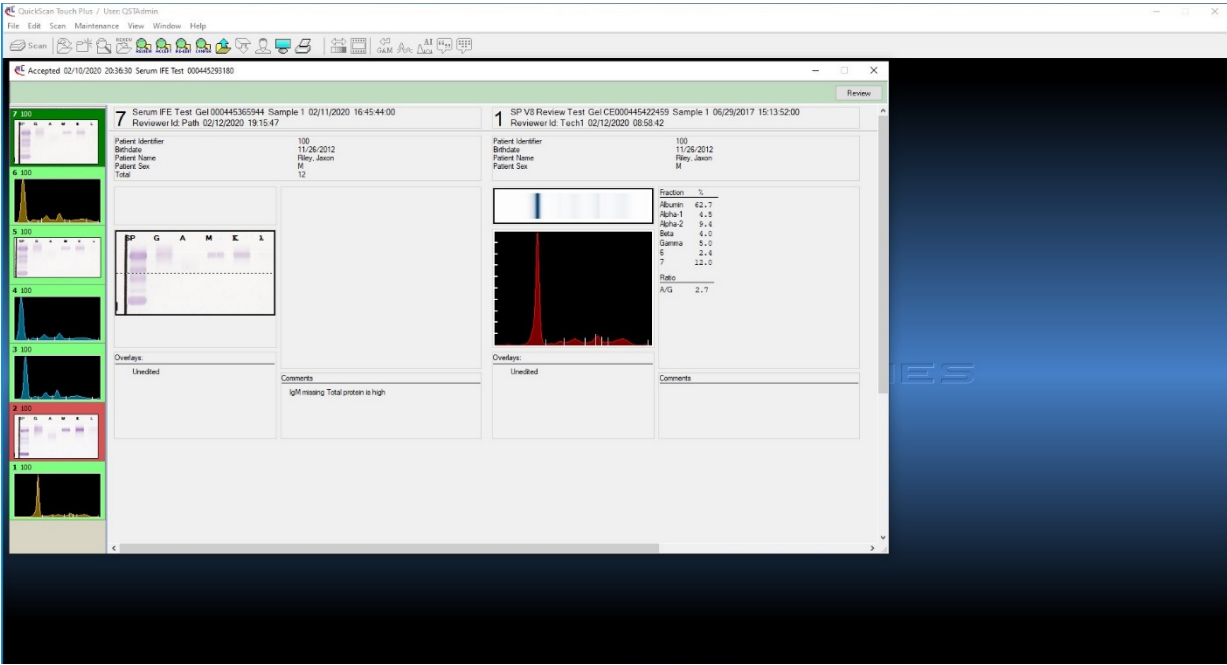 QuickScan Touch Plus / User: QSTAdmin
File Edit Scan Maintenance View Window Help
Scan
Accepted 02/10/2020 20:36:30 Serum IFE Test 000445293180
Review
7 100
6 100
5 100
4 100
3 100
2 100
1 100
7 Serum IFE Test Gel 000445365944 Sample 1 02/11/2020 16:45:44:00
Reviewer Id: Path 02/12/2020 19:15:47
Patient Identifier 100
Birthdate 11/26/2012
Patient Name Riley, Jaxon
Patient Sex M
Total 12
SP G A M K λ
Overlays:
Unedited
Comments
IgM missing Total protein is high
1 SP V8 Review Test Gel CE000445422459 Sample 1 06/29/2017 15:13:52:00
Reviewer Id: Tech1 02/12/2020 08:58:42
Patient Identifier 100
Birthdate 11/26/2012
Patient Name Riley, Jaxon
Patient Sex M
Fraction %
Albumin 62.7
Alpha-1 4.5
Alpha-2 9.4
Beta 4.0
Gamma 5.0
6 2.4
7 12.0
Ratio
A/G 2.7
Overlays:
Unedited
Comments